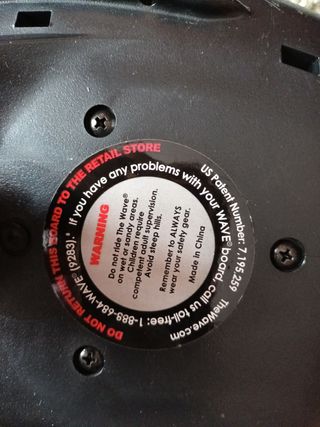 DO NOT RETURN THIS BOARD TO THE RETAIL STORE
If you have any problems with your WAVE® board, call us toll-free: 1-889-684-WAVE (9283).*
US Patent Number: 7,195,259
TheWave.com
WARNING
Do not ride The Wave®
on wet or sandy areas.
Children require
competent adult supervision.
Avoid steep hills.
Remember to ALWAYS
wear your safety gear.
Made in China